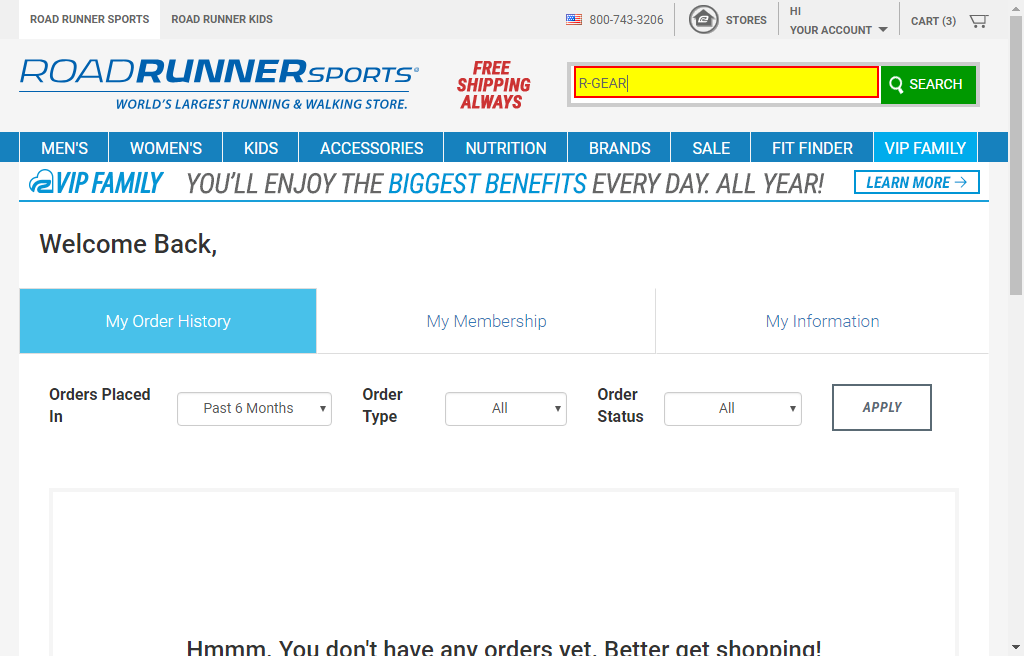 ROAD RUNNER SPORTS
ROAD RUNNER KIDS
800-743-3206
STORES
HI
YOUR ACCOUNT
CART (3)
ROADRUNNERSPORTS®
WORLD'S LARGEST RUNNING & WALKING STORE.
FREE
SHIPPING
ALWAYS
R-GEAR
SEARCH
MEN'S
WOMEN'S
KIDS
ACCESSORIES
NUTRITION
BRANDS
SALE
FIT FINDER
VIP FAMILY
VIP FAMILY YOU'LL ENJOY THE BIGGEST BENEFITS EVERY DAY. ALL YEAR! LEARN MORE →
Welcome Back,
My Order History
My Membership
My Information
Orders Placed
In
Past 6 Months
Order
Type
All
Order
Status
All
APPLY
Hmmm. You don't have any orders yet. Better get shopping!